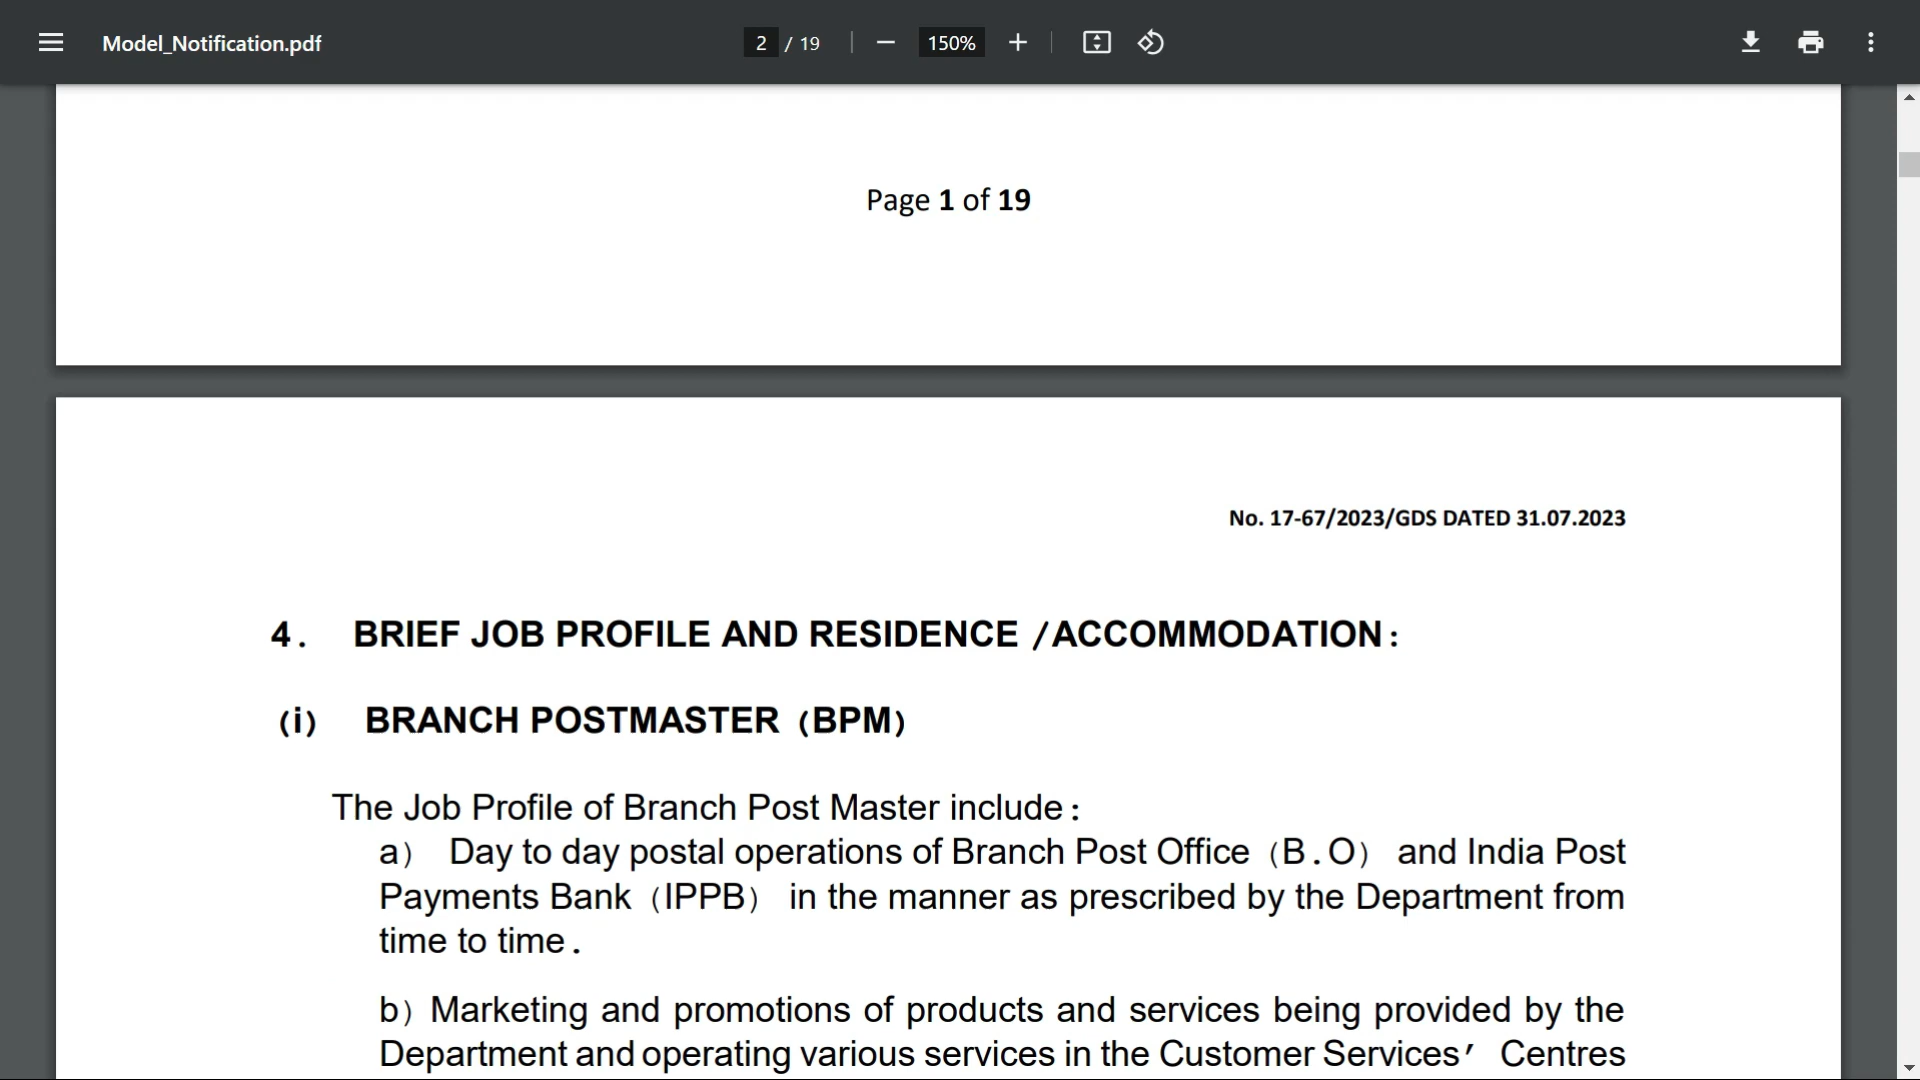 Model_Notification.pdf
2 / 19
150%
Page 1 of 19
No. 17-67/2023/GDS DATED 31.07.2023
4. BRIEF JOB PROFILE AND RESIDENCE /ACCOMMODATION:
(i) BRANCH POSTMASTER (BPM)
The Job Profile of Branch Post Master include:
a) Day to day postal operations of Branch Post Office (B.O) and India Post
Payments Bank (IPPB) in the manner as prescribed by the Department from
time to time.
b) Marketing and promotions of products and services being provided by the
Department and operating various services in the Customer Services’ Centres